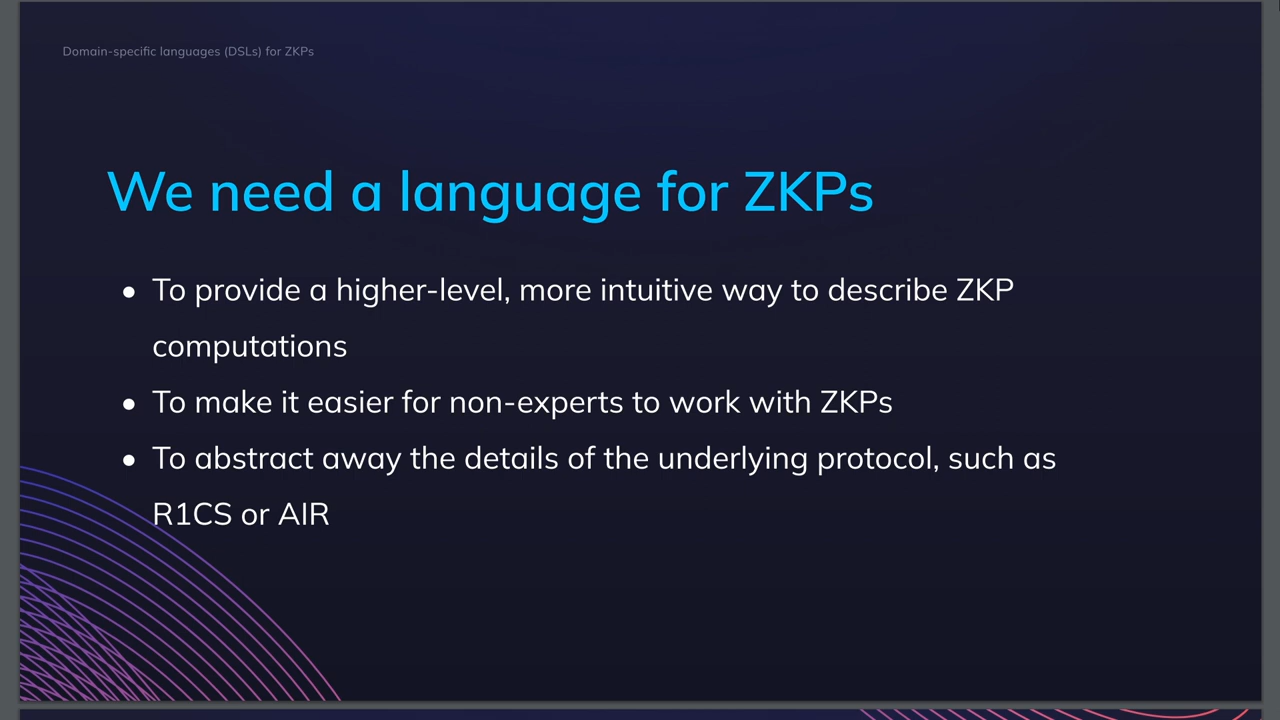 Domain-specific languages (DSLs) for ZKPs
We need a language for ZKPs
• To provide a higher-level, more intuitive way to describe ZKP
computations
• To make it easier for non-experts to work with ZKPs
• To abstract away the details of the underlying protocol, such as
R1CS or AIR